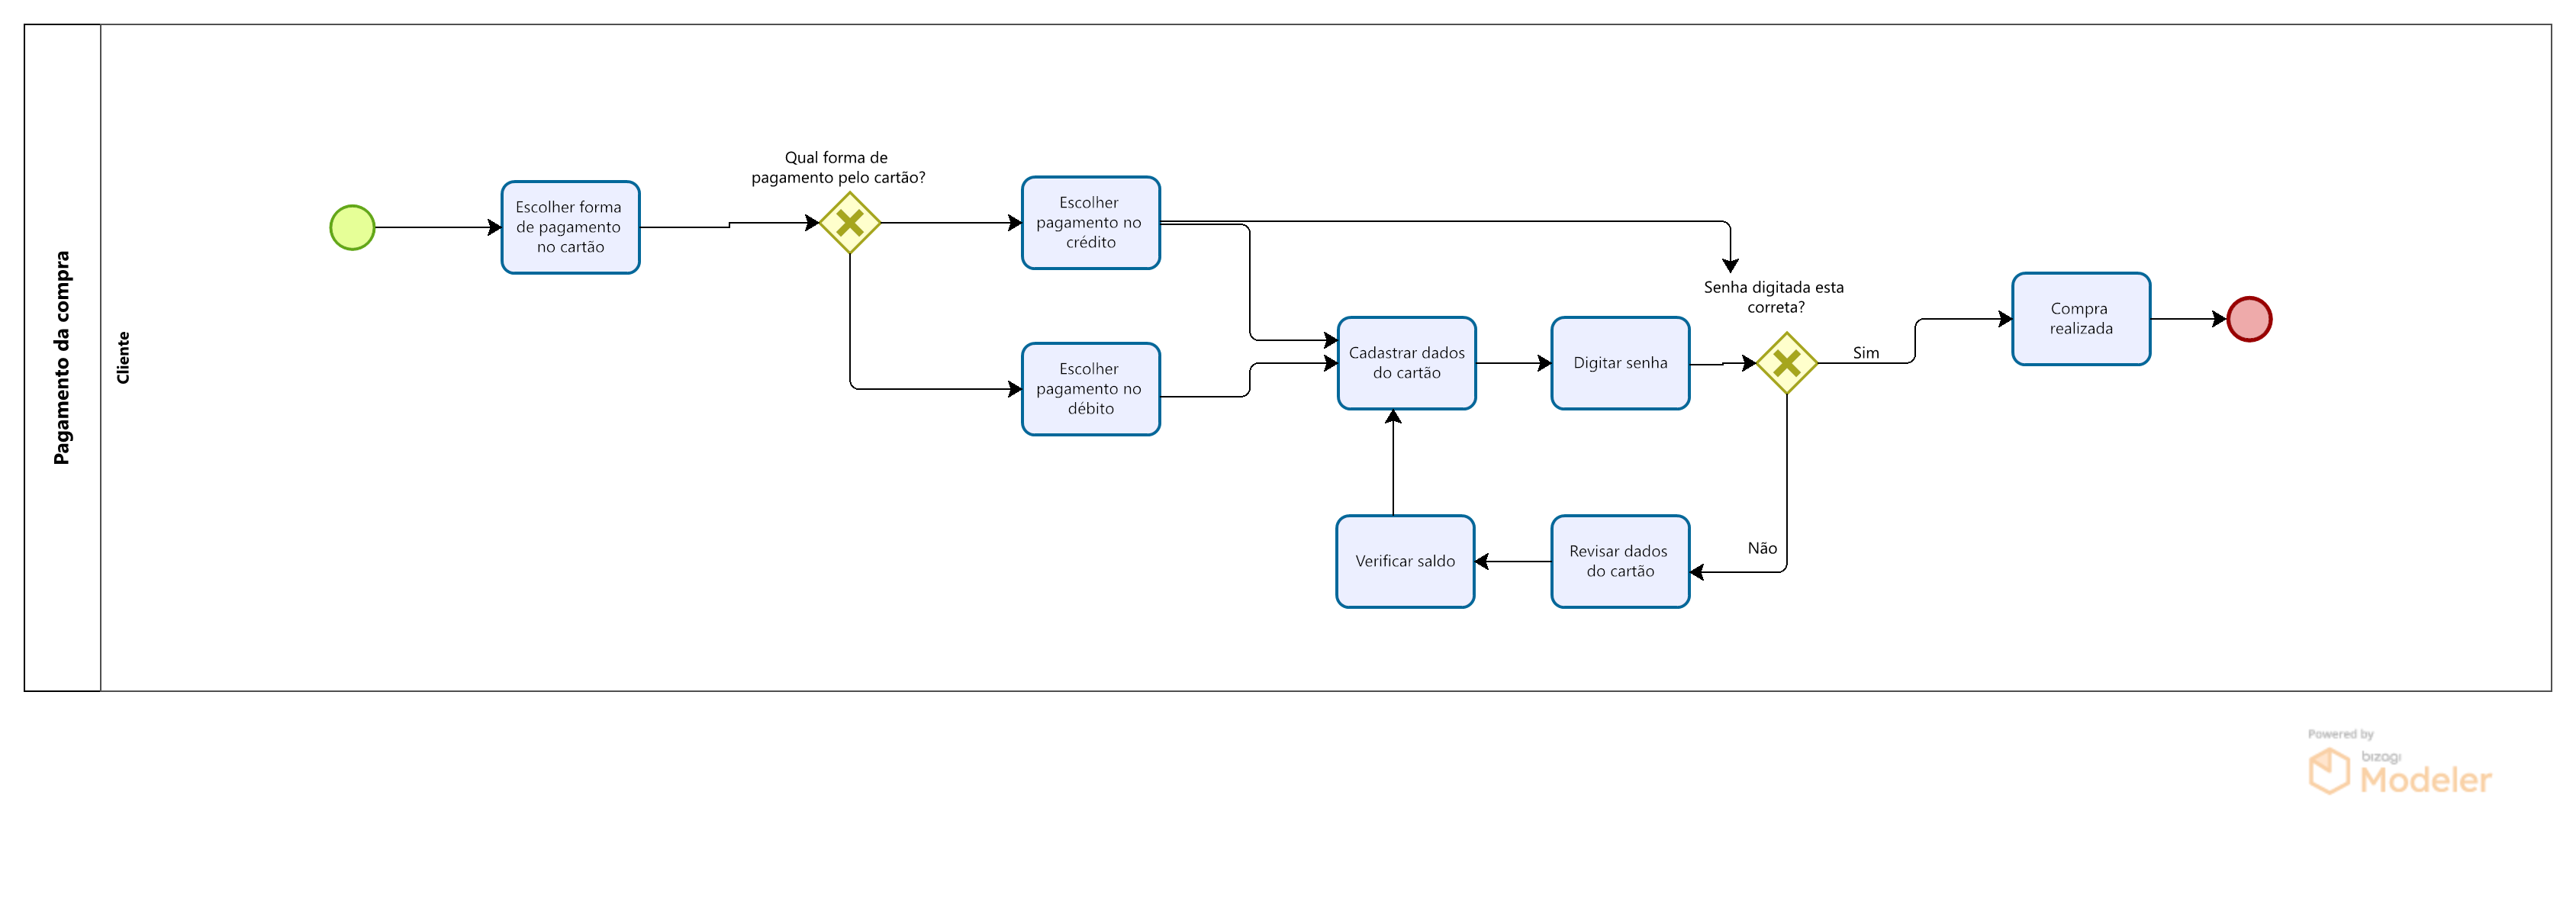 Pagamento da compra
Cliente
Escolher forma
de pagamento
no cartão
Qual forma de
pagamento pelo cartão?
Escolher
pagamento no
crédito
Escolher
pagamento no
débito
Cadastrar dados
do cartão
Digitar senha
Senha digitada esta
correta?
Sim
Não
Revisar dados
do cartão
Verificar saldo
Compra
realizada
Powered by
bizagi
Modeler